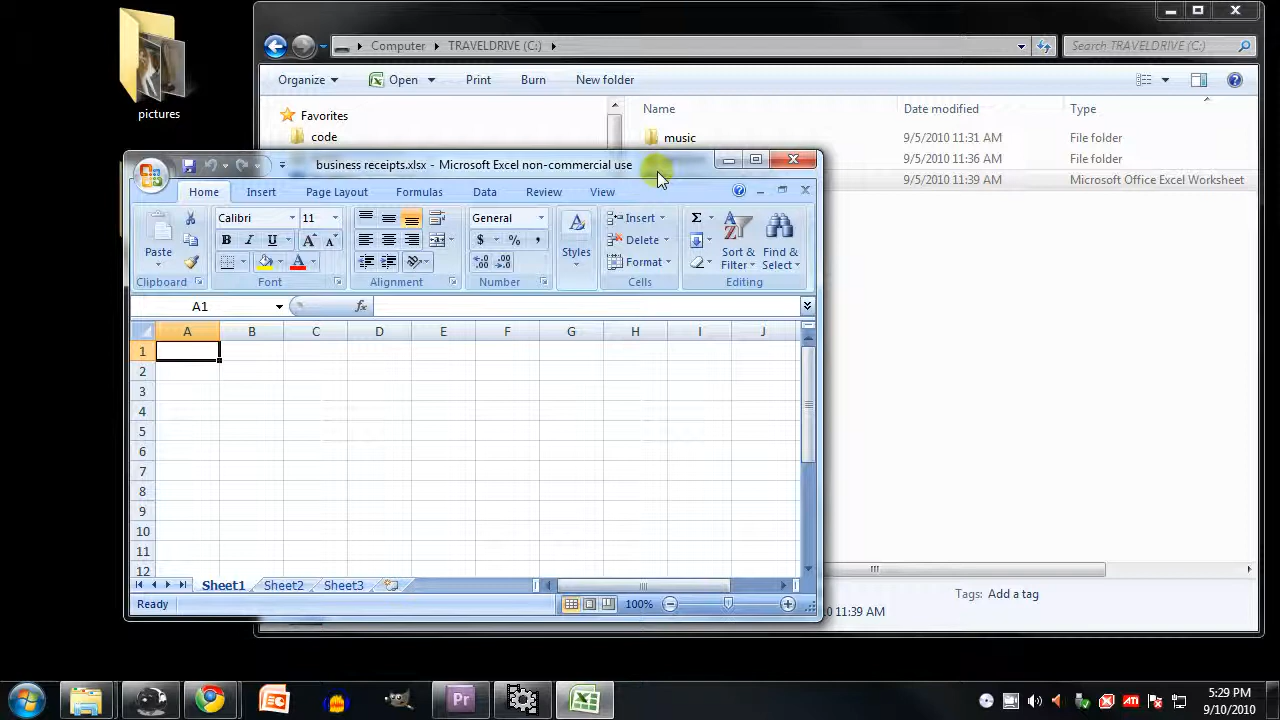 pictures
Computer TRAVELDRIVE (C:)
Search TRAVELDRIVE (C:)
Organize Open Print Burn New folder
Favorites
code
Name Date modified Type
music 9/5/2010 11:31 AM File folder
9/5/2010 11:36 AM File folder
9/5/2010 11:39 AM Microsoft Office Excel Worksheet
business receipts.xlsx - Microsoft Excel non-commercial use
Home Insert Page Layout Formulas Data Review View
Paste
Clipboard
Calibri 11
B I U A A
A
Font
Alignment
General
$ % ,
Number
Styles
Insert
Delete
Format
Cells
Σ
Sort & Filter
Find & Select
Editing
A1 fx
A B C D E F G H I J
1
2
3
4
5
6
7
8
9
10
11
12
Sheet1 Sheet2 Sheet3
Ready 100%
Tags: Add a tag
0 11:39 AM
Pr
ATI
5:29 PM
9/10/2010